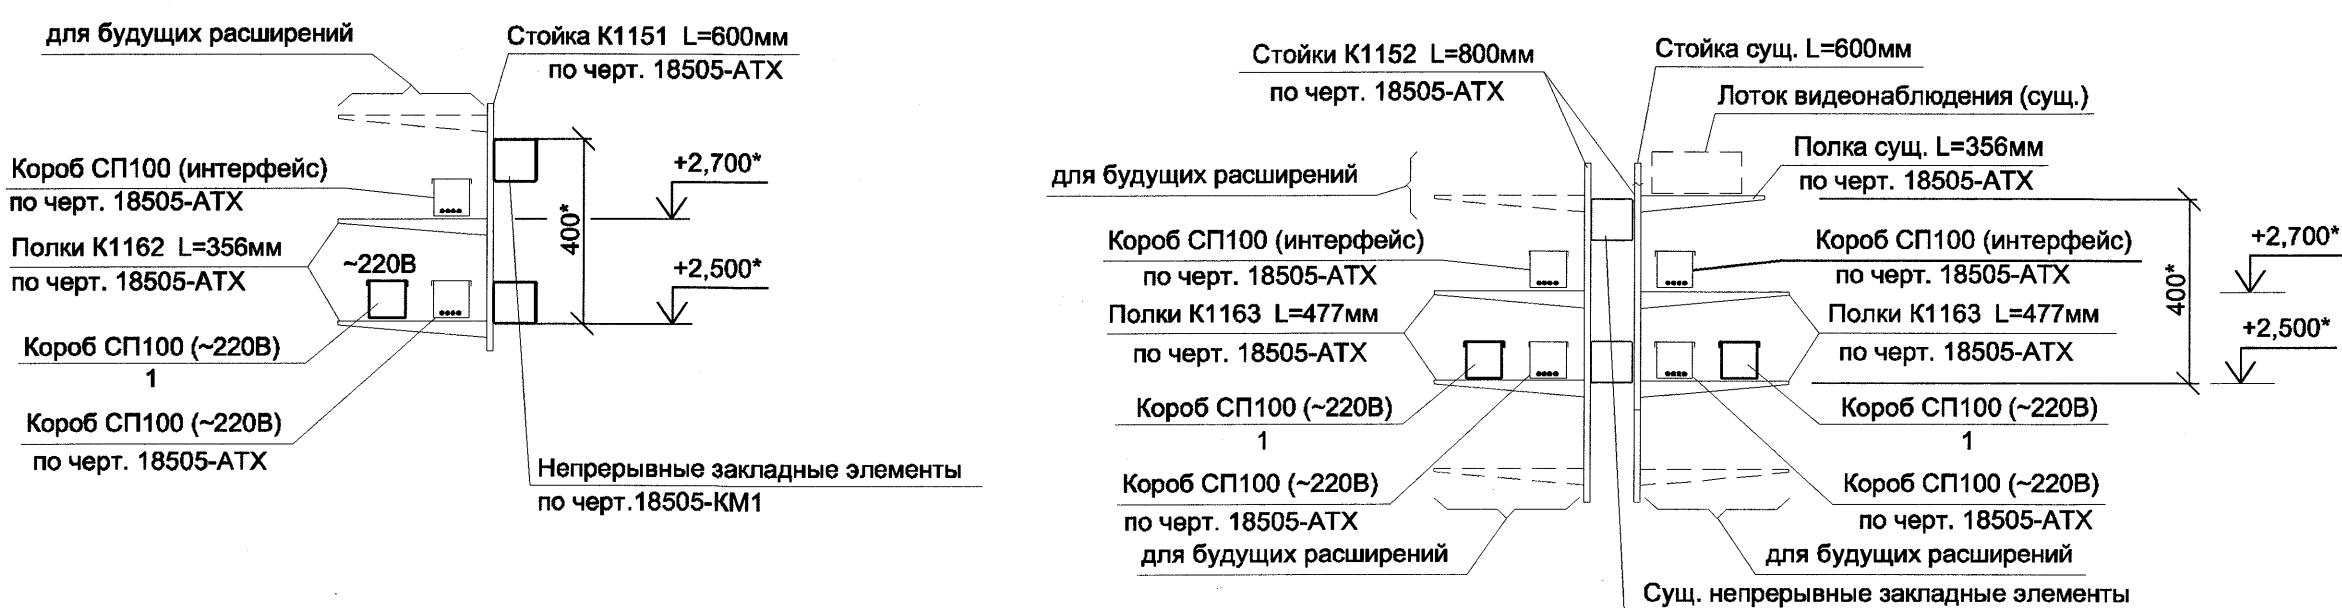 для будущих расширений
Стойка К1151 L=600мм
по черт. 18505-АТХ
Короб СП100 (интерфейс)
по черт. 18505-АТХ
Полки К1162 L=356мм
по черт. 18505-АТХ
~220В
Короб СП100 (~220В)
1
Короб СП100 (~220В)
по черт. 18505-АТХ
400*
+2,700*
+2,500*
Непрерывные закладные элементы
по черт.18505-КМ1
Стойки К1152 L=800мм
по черт. 18505-АТХ
Стойка сущ. L=600мм
Лоток видеонаблюдения (сущ.)
Полка сущ. L=356мм
по черт. 18505-АТХ
для будущих расширений
Короб СП100 (интерфейс)
по черт. 18505-АТХ
Полки К1163 L=477мм
по черт. 18505-АТХ
Короб СП100 (~220В)
1
Короб СП100 (~220В)
по черт. 18505-АТХ
для будущих расширений
Короб СП100 (интерфейс)
по черт. 18505-АТХ
Полки К1163 L=477мм
по черт. 18505-АТХ
Короб СП100 (~220В)
1
Короб СП100 (~220В)
по черт. 18505-АТХ
для будущих расширений
400*
+2,700*
+2,500*
Сущ. непрерывные закладные элементы